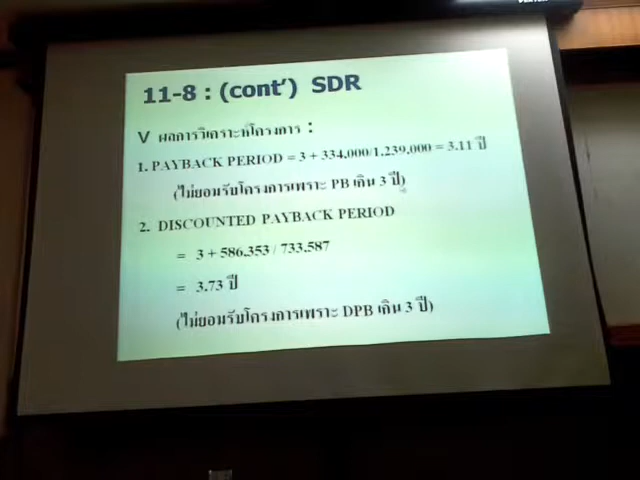 11-8 : (cont') SDR
V ผลการวิเคราะห์โครงการ :
1. PAYBACK PERIOD = 3 + 334,000/1,239,000 = 3.11 ปี
(ไม่ยอมรับโครงการเพราะ PB เกิน 3 ปี)
2. DISCOUNTED PAYBACK PERIOD
= 3 + 586.353 / 733.587
= 3.73 ปี
(ไม่ยอมรับโครงการเพราะ DPB เกิน 3 ปี)